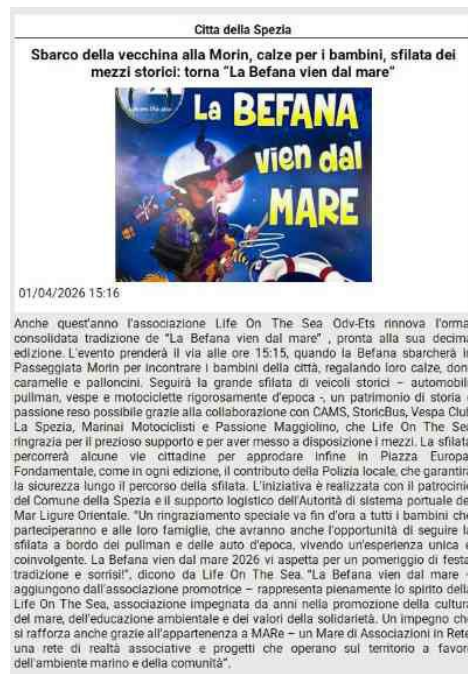 Citta della Spezia
Sbarco della vecchina alla Morin, calze per i bambini, sfilata dei
mezzi storici: torna "La Befana vien dal mare"
La BEFANA
vien dal
MARE
01/04/2026 15:16
Anche quest'anno l'associazione Life On The Sea Odv-Ets rinnova l'orma
consolidata tradizione de "La Befana vien dal mare" , pronta alla sua decima
edizione. L'evento prenderà il via alle ore 15:15, quando la Befana sbarcherà i
Passeggiata Morin per incontrare i bambini della città, regalando loro calze, don
caramelle e palloncini. Seguirà la grande sfilata di veicoli storici – automobil
pullman, vespe e motociclette rigorosamente d'epoca -, un patrimonio di storia
passione reso possibile grazie alla collaborazione con CAMS, StoricBus, Vespa Clu
La Spezia, Marinai Motociclisti e Passione Maggiolino, che Life On The Sea
ringrazia per il prezioso supporto e per aver messo a disposizione i mezzi. La sfilata
percorrerà alcune vie cittadine per approdare infine in Piazza Europa
Fondamentale, come in ogni edizione, il contributo della Polizia locale, che garantirà
la sicurezza lungo il percorso della sfilata. L'iniziativa è realizzata con il patrocini
del Comune della Spezia e il supporto logistico dell'Autorità di sistema portuale de
Mar Ligure Orientale. "Un ringraziamento speciale va fin d'ora a tutti i bambini che
parteciperanno e alle loro famiglie, che avranno anche l'opportunità di seguire la
sfilata a bordo dei pullman e delle auto d'epoca, vivendo un'esperienza unica e
coinvolgente. La Befana vien dal mare 2026 vi aspetta per un pomeriggio di festa
tradizione e sorrisi!", dicono da Life On The Sea. "La Befana vien dal mare -
aggiungono dall'associazione promotrice – rappresenta pienamente lo spirito della
Life On The Sea, associazione impegnata da anni nella promozione della cultura
del mare, dell'educazione ambientale e dei valori della solidarietà. Un impegno che
si rafforza anche grazie all'appartenenza a MARe – un Mare di Associazioni in Rete
una rete di realtà associative e progetti che operano sul territorio a favore
dell'ambiente marino e della comunità".